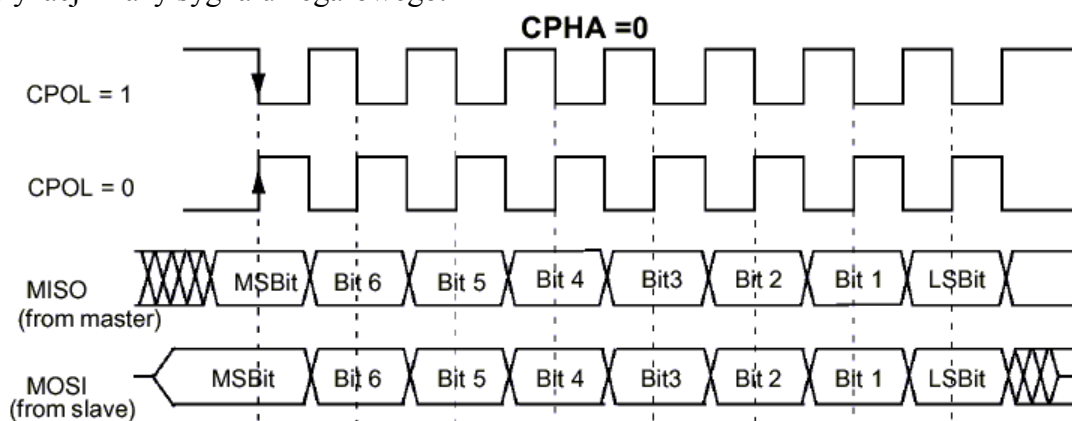 CPHA =0
CPOL = 1
CPOL = 0
MISO MSBit Bit 6 Bit 5 Bit 4 Bit3 Bit 2 Bit 1 LSBit
(from master)
MOSI MSBit Bit 6 Bit 5 Bit 4 Bit3 Bit 2 Bit 1 LSBit
(from slave)